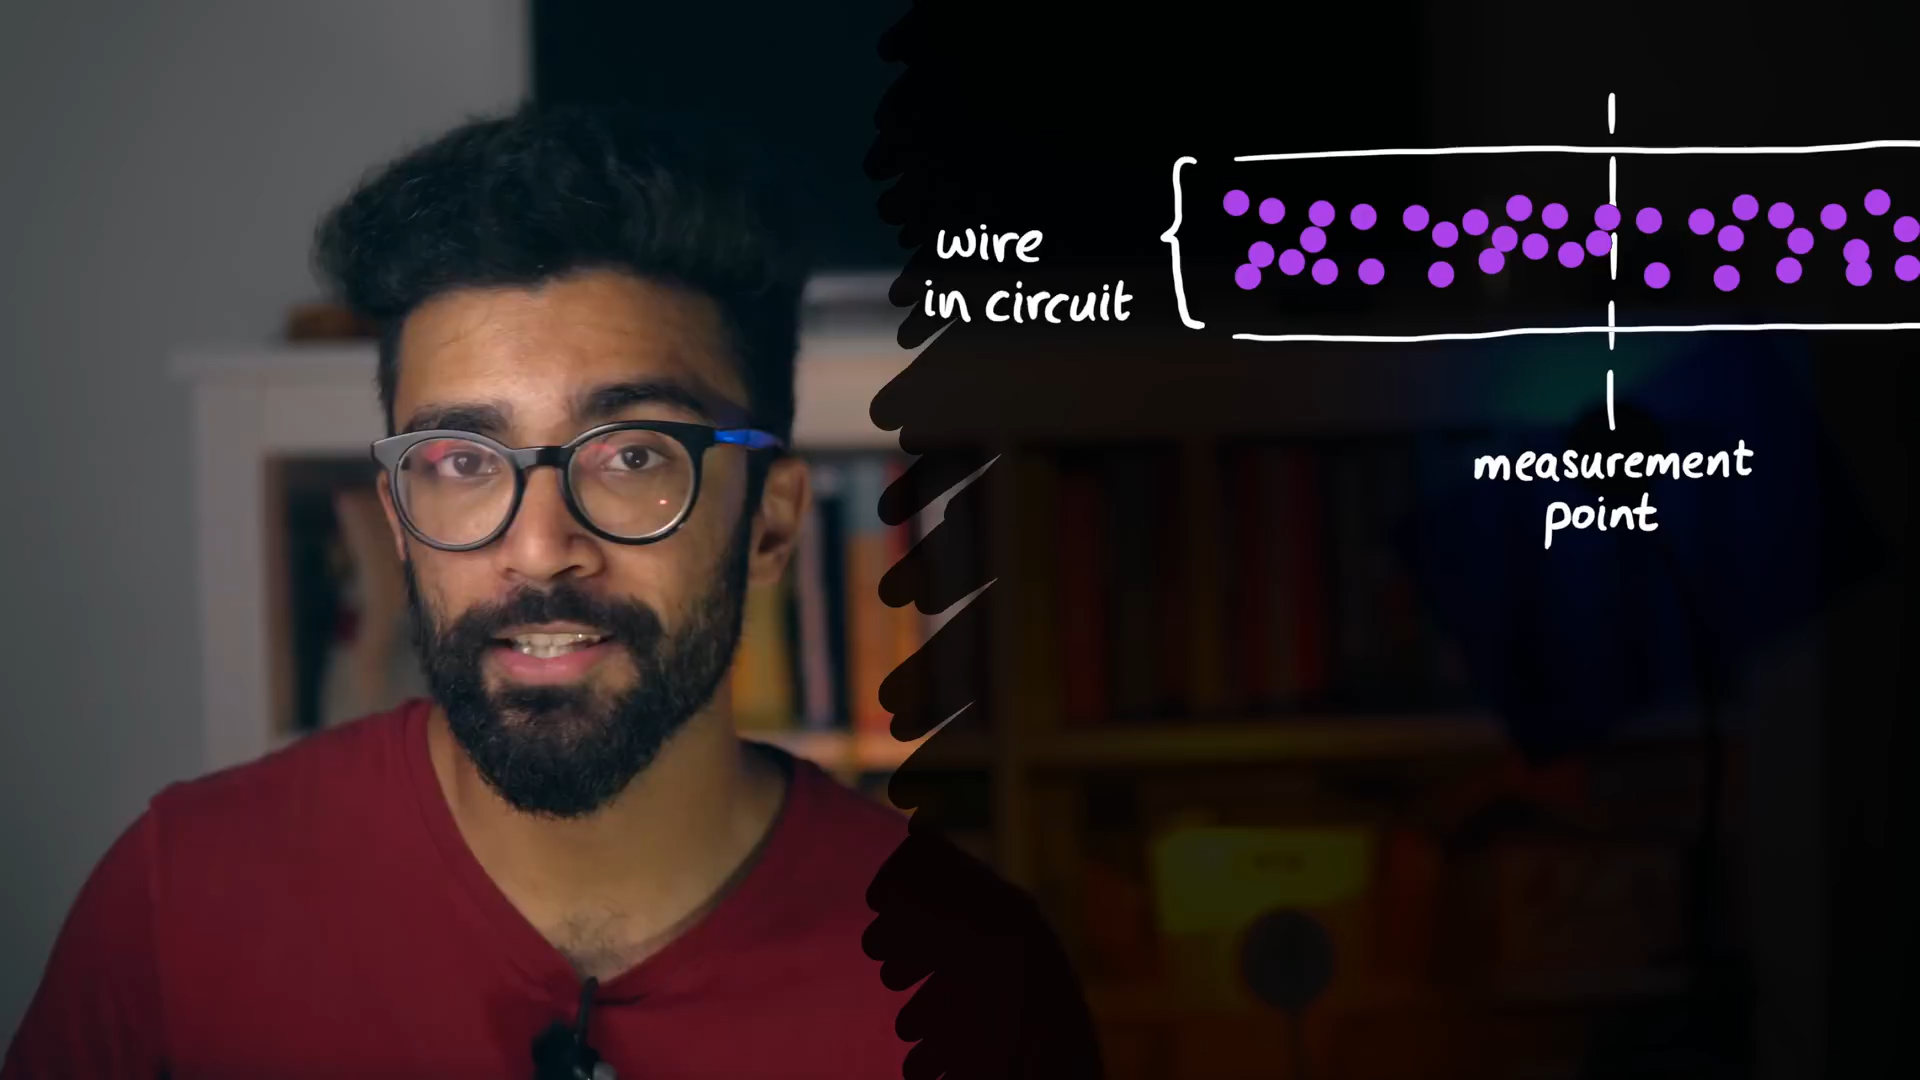 wire
in circuit
measurement
point